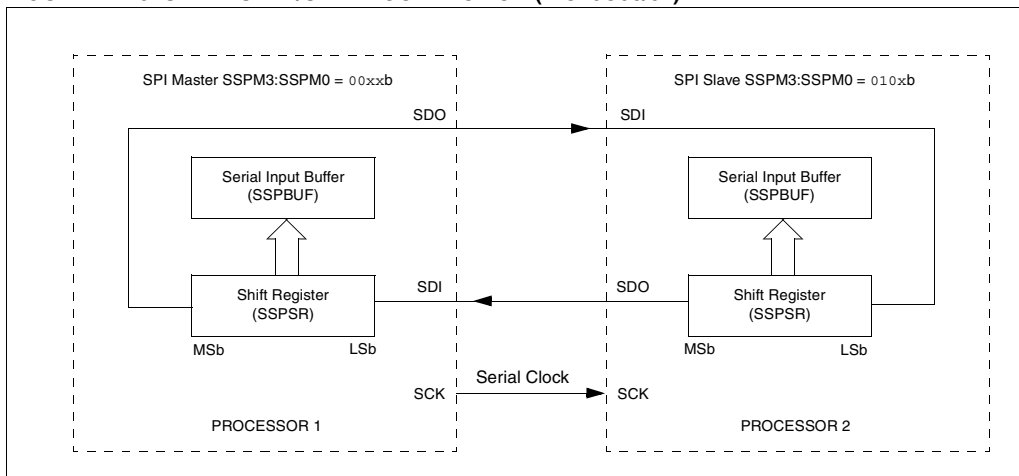 SPI Master SSPM3:SSPM0 = 00xxb
SPI Slave SSPM3:SSPM0 = 010xb
SDO
SDI
Serial Input Buffer
(SSPBUF)
Serial Input Buffer
(SSPBUF)
SDI
SDO
Shift Register
(SSPSR)
Shift Register
(SSPSR)
MSb
LSb
MSb
LSb
Serial Clock
SCK
SCK
PROCESSOR 1
PROCESSOR 2